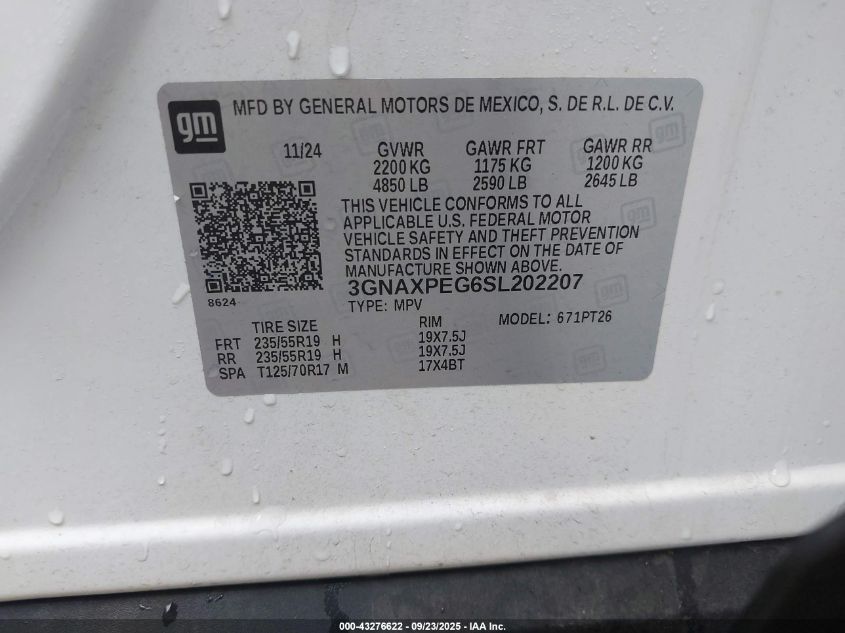 gm
MFD BY GENERAL MOTORS DE MEXICO, S. DE R.L. DE C.V.
11/24 GVWR GAWR FRT GAWR RR
2200 KG 1175 KG 1200 KG
4850 LB 2590 LB 2645 LB
THIS VEHICLE CONFORMS TO ALL
APPLICABLE U.S. FEDERAL MOTOR
VEHICLE SAFETY AND THEFT PREVENTION
STANDARDS IN EFFECT ON THE DATE OF
MANUFACTURE SHOWN ABOVE.
3GNAXPEG6SL202207
8624
TYPE: MPV
MODEL: 671PT26
TIRE SIZE RIM
FRT 235/55R19 H 19X7.5J
RR 235/55R19 H 19X7.5J
SPA T125/70R17 M 17X4BT
000-43276622 - 09/23/2025 - IAA Inc.